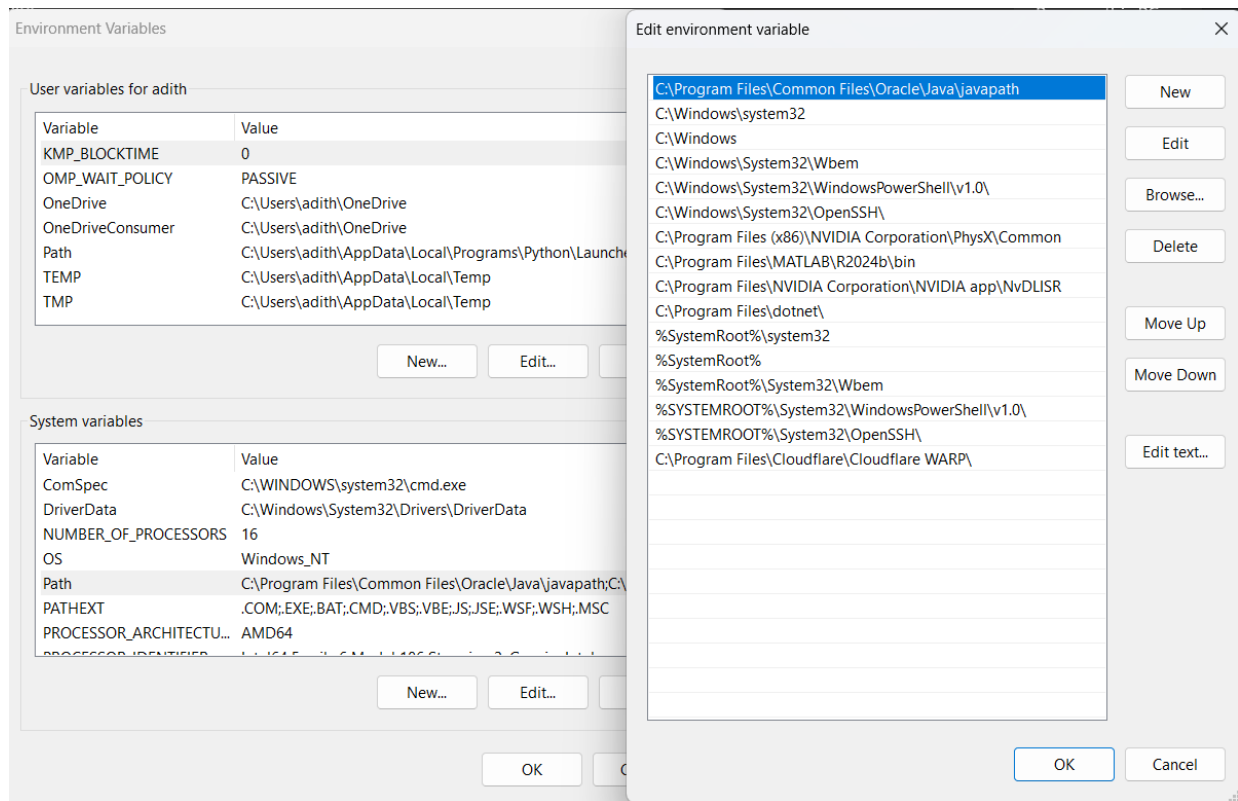 Environment Variables
User variables for adith
Variable Value
KMP_BLOCKTIME 0
OMP_WAIT_POLICY PASSIVE
OneDrive C:\Users\adith\OneDrive
OneDriveConsumer C:\Users\adith\OneDrive
Path C:\Users\adith\AppData\Local\Programs\Python\Launche
TEMP C:\Users\adith\AppData\Local\Temp
TMP C:\Users\adith\AppData\Local\Temp
New... Edit...
System variables
Variable Value
ComSpec C:\WINDOWS\system32\cmd.exe
DriverData C:\Windows\System32\Drivers\DriverData
NUMBER_OF_PROCESSORS 16
OS Windows_NT
Path C:\Program Files\Common Files\Oracle\Java\javapath;C:\
PATHEXT .COM;.EXE;.BAT;.CMD;.VBS;.VBE;.JS;.JSE;.WSF;.WSH;.MSC
PROCESSOR_ARCHITECTU... AMD64
New... Edit...
OK
Edit environment variable
C:\Program Files\Common Files\Oracle\Java\javapath
C:\Windows\system32
C:\Windows
C:\Windows\System32\Wbem
C:\Windows\System32\WindowsPowerShell\v1.0\
C:\Windows\System32\OpenSSH\
C:\Program Files (x86)\NVIDIA Corporation\PhysX\Common
C:\Program Files\MATLAB\R2024b\bin
C:\Program Files\NVIDIA Corporation\NVIDIA app\NvDLISR
C:\Program Files\dotnet\
%SystemRoot%\system32
%SystemRoot%
%SystemRoot%\System32\Wbem
%SYSTEMROOT%\System32\WindowsPowerShell\v1.0\
%SYSTEMROOT%\System32\OpenSSH\
C:\Program Files\Cloudflare\Cloudflare WARP\
New
Edit
Browse...
Delete
Move Up
Move Down
Edit text...
OK Cancel